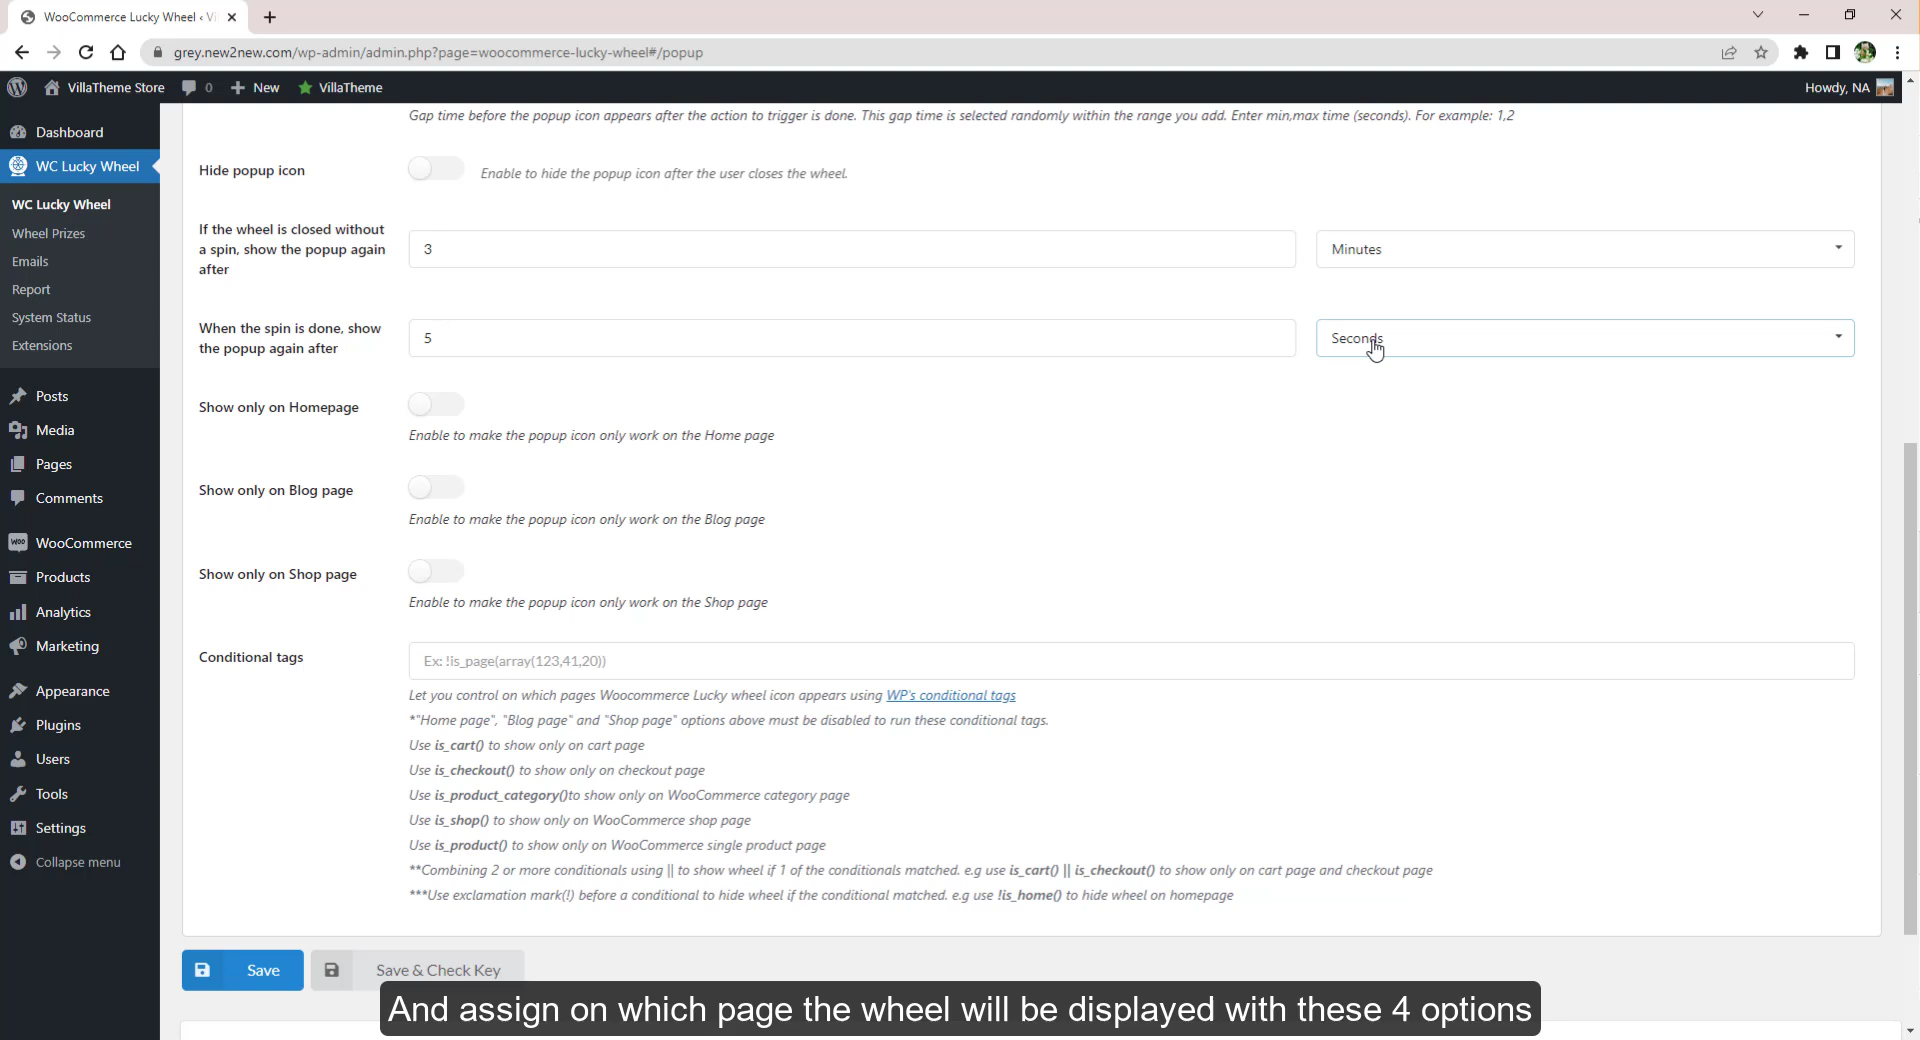 WooCommerce Lucky Wheel ‹ Vi
grey.new2new.com/wp-admin/admin.php?page=woocommerce-lucky-wheel#/popup
VillaTheme Store
0
New
VillaTheme
Howdy, NA
Dashboard
WC Lucky Wheel
WC Lucky Wheel
Wheel Prizes
Emails
Report
System Status
Extensions
Posts
Media
Pages
Comments
WooCommerce
Products
Analytics
Marketing
Appearance
Plugins
Users
Tools
Settings
Collapse menu
Gap time before the popup icon appears after the action to trigger is done. This gap time is selected randomly within the range you add. Enter min,max time (seconds). For example: 1,2
Hide popup icon
Enable to hide the popup icon after the user closes the wheel.
If the wheel is closed without
a spin, show the popup again
after
3
Minutes
When the spin is done, show
the popup again after
5
Seconds
Show only on Homepage
Enable to make the popup icon only work on the Home page
Show only on Blog page
Enable to make the popup icon only work on the Blog page
Show only on Shop page
Enable to make the popup icon only work on the Shop page
Conditional tags
Ex: !is_page(array(123,41,20))
Let you control on which pages Woocommerce Lucky wheel icon appears using WP's conditional tags
*"Home page", "Blog page" and "Shop page" options above must be disabled to run these conditional tags.
Use is_cart() to show only on cart page
Use is_checkout() to show only on checkout page
Use is_product_category()to show only on WooCommerce category page
Use is_shop() to show only on WooCommerce shop page
Use is_product() to show only on WooCommerce single product page
**Combining 2 or more conditionals using || to show wheel if 1 of the conditionals matched. e.g use is_cart() || is_checkout() to show only on cart page and checkout page
***Use exclamation mark(!) before a conditional to hide wheel if the conditional matched. e.g use !is_home() to hide wheel on homepage
Save
Save & Check Key
And assign on which page the wheel will be displayed with these 4 options